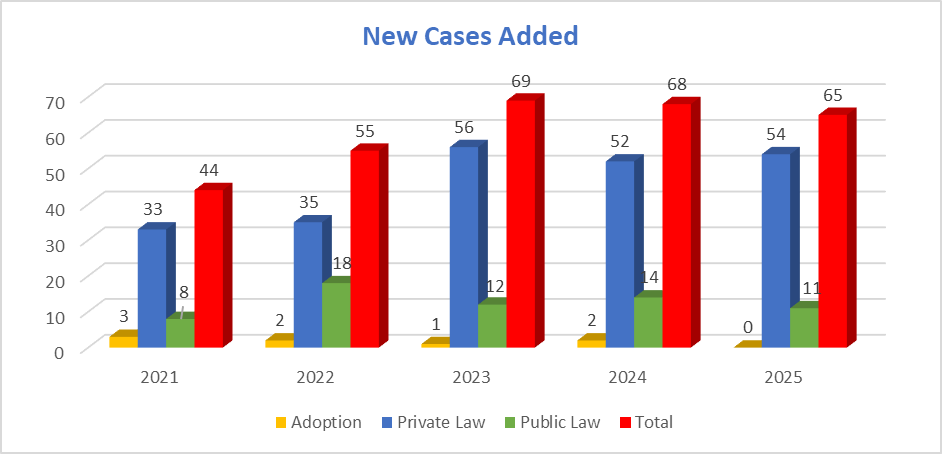 New Cases Added
70
60
50
40
30
20
10
0
3 33 8 44
2 35 18 55
1 56 12 69
2 52 14 68
0 54 11 65
2021 2022 2023 2024 2025
Adoption Private Law Public Law Total